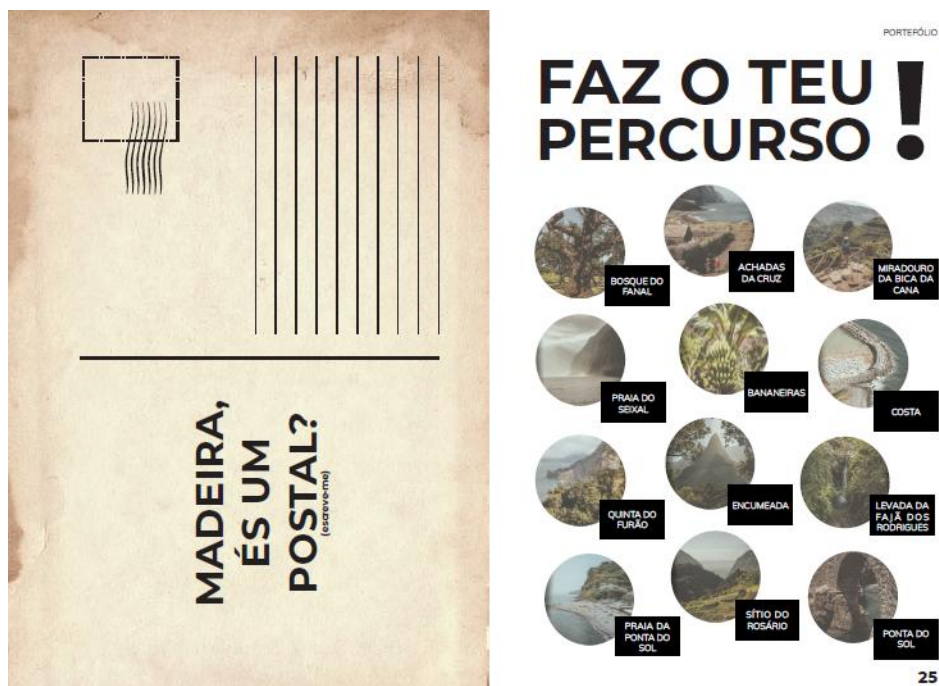 MADEIRA,
ÉS UM
POSTAL?
(escreve-me)
PORTEFÓLIO
FAZ O TEU
PERCURSO !
BOSQUE DO
FANAL
ACHADAS
DA CRUZ
MIRADOURO
DA BICA DA
CANA
PRAIA DO
SEIXAL
BANANEIRAS
COSTA
QUINTA DO
FURÃO
ENCUMEADA
LEVADA DA
FAJÃ DOS
RODRIGUES
PRAIA DA
PONTA DO
SOL
SÍTIO DO
ROSÁRIO
PONTA DO
SOL
25